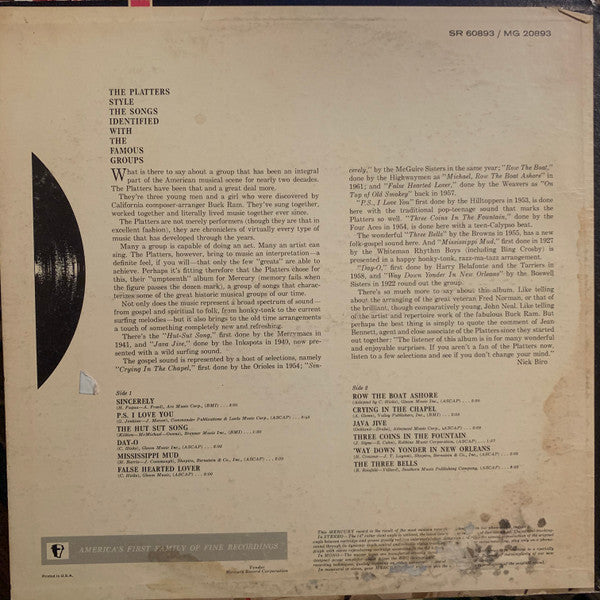 SR 60893 / MG 20893
THE PLATTERS
STYLE
THE SONGS
IDENTIFIED
WITH
THE
FAMOUS
GROUPS
What is there to say about a group that has been an integral
part of the American musical scene for nearly two decades.
The Platters have been that and a great deal more.
They're three young men and a girl who were discovered by
California composer-arranger Buck Ram. They've sung together,
worked together and literally lived music together ever since.
The Platters are not merely performers (though they are that in
excellent fashion), they are chroniclers of virtually every type of
music that has developed through the years.
Many a group is capable of doing an act. Many an artist can
sing. The Platters, however, bring to music an interpretation—a
definite feel, if you will—that only the few "greats" are able to
achieve. Perhaps it's fitting therefore that the Platters chose for
this, their "umpteenth" album for Mercury (memory fails when
the figure passes the dozen mark), a group of songs that charac-
terizes some of the great historic musical groups of our time.
Not only does the music represent a broad spectrum of sound—
from gospel and spiritual to folk, from honky-tonk to the current
surfing melodies—but it also brings to the old time arrangements
a touch of something completely new and refreshing.
There's the "Hut-Sut Song," first done by the Merrymaes in
1941, and "Java Jive," done by the Inkspots in 1940, now pre-
sented with a wild surfing sound.
The gospel sound is represented by a host of selections, namely
"Crying In The Chapel," first done by the Orioles in 1954; "Sin-
cerely," by the McGuire Sisters in the same year; "Row The Boat,"
done by the Highwaymen as "Michael, Row The Boat Ashore" in
1961; and "False Hearted Lover," done by the Weavers as "On
Top of Old Smokey" back in 1957.
"P.S., I Love You" first done by the Hilltoppers in 1953, is done
here with the traditional pop-tempo sound that marks the
Platters so well. "Three Coins In The Fountain," done by the
Four Aces in 1954, is done here with a teen-Calypso beat.
The wonderful "Three Bells" by the Browns in 1955, has a new
folk-gospel sound here. And "Mississippi Mud," first done in 1927
by the Whiteman Rhythm Boys (including Bing Crosby) is
presented in a happy honky-tonk, razz-ma-tazz arrangement.
"Day-O," first done by Harry Belafonte and the Tarriers in
1958, and "Way Down Yonder In New Orleans" by the Boswell
Sisters in 1922 round out the group.
There's so much more to say about this album. Like telling
about the arranging of the great veteran Fred Norman, or that of
the brilliant, though comparatively young, John Neal. Like telling
of the artist and repertoire work of the fabulous Buck Ram. But
perhaps the best thing is simply to quote the comment of Jean
Bennett, agent and close associate of the Platters since they started
out together: "The listener of this album is in for many wonderful
and enjoyable surprises. If you aren't a fan of the Platters now,
listen to a few selections and see if you don't change your mind."
Nick Biro
Side 1
SINCERELY
P.S. I LOVE YOU
THE HUT SUT SONG
DAY-O
MISSISSIPPI MUD
FALSE HEARTED LOVER
Side 2
ROW THE BOAT ASHORE
CRYING IN THE CHAPEL
JAVA JIVE
THREE COINS IN THE FOUNTAIN
'WAY DOWN YONDER IN NEW ORLEANS
THE THREE BELLS
AMERICA'S FIRST FAMILY OF FINE RECORDINGS
Vendor
Mercury Record Corporation
Printed in U.S.A.